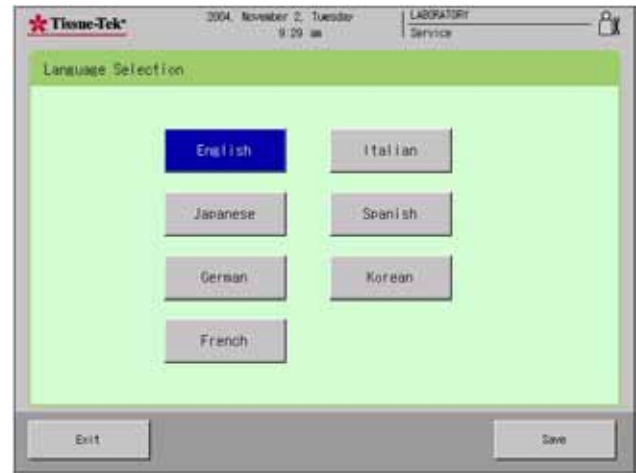 Tissue-Tek®
2004. November 2, Tuesday
9:29 am
LABORATORY
Service
Language Selection
English
Italian
Japanese
Spanish
German
Korean
French
Exit
Save